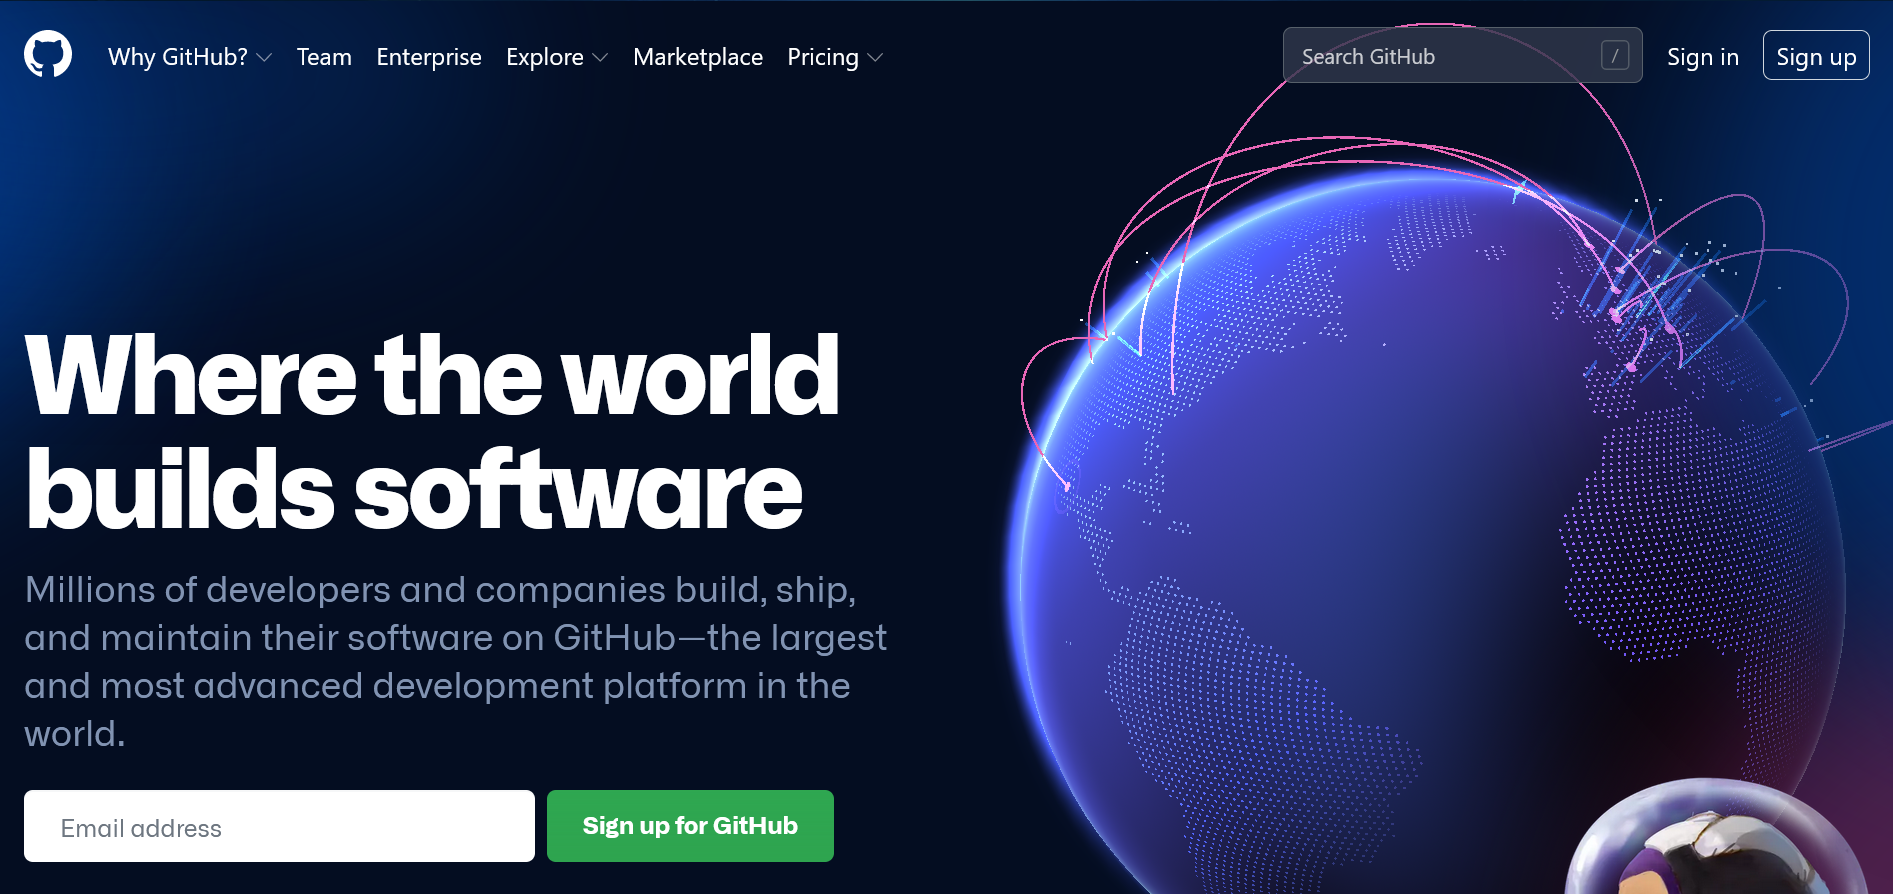 Why GitHub? Team Enterprise Explore Marketplace Pricing Search GitHub / Sign in Sign up
Where the world
builds software
Millions of developers and companies build, ship,
and maintain their software on GitHub—the largest
and most advanced development platform in the
world.
Email address Sign up for GitHub